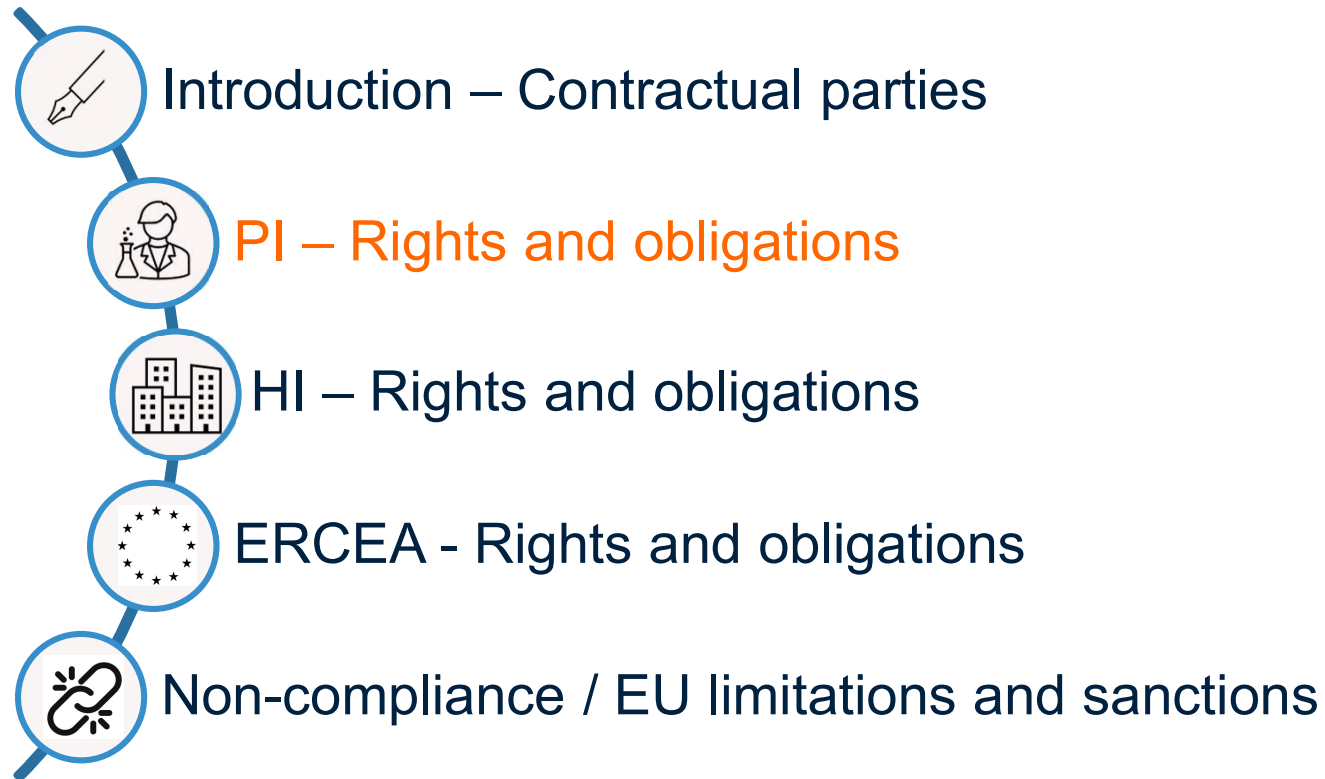 Introduction – Contractual parties
PI – Rights and obligations
HI – Rights and obligations
ERCEA - Rights and obligations
Non-compliance / EU limitations and sanctions